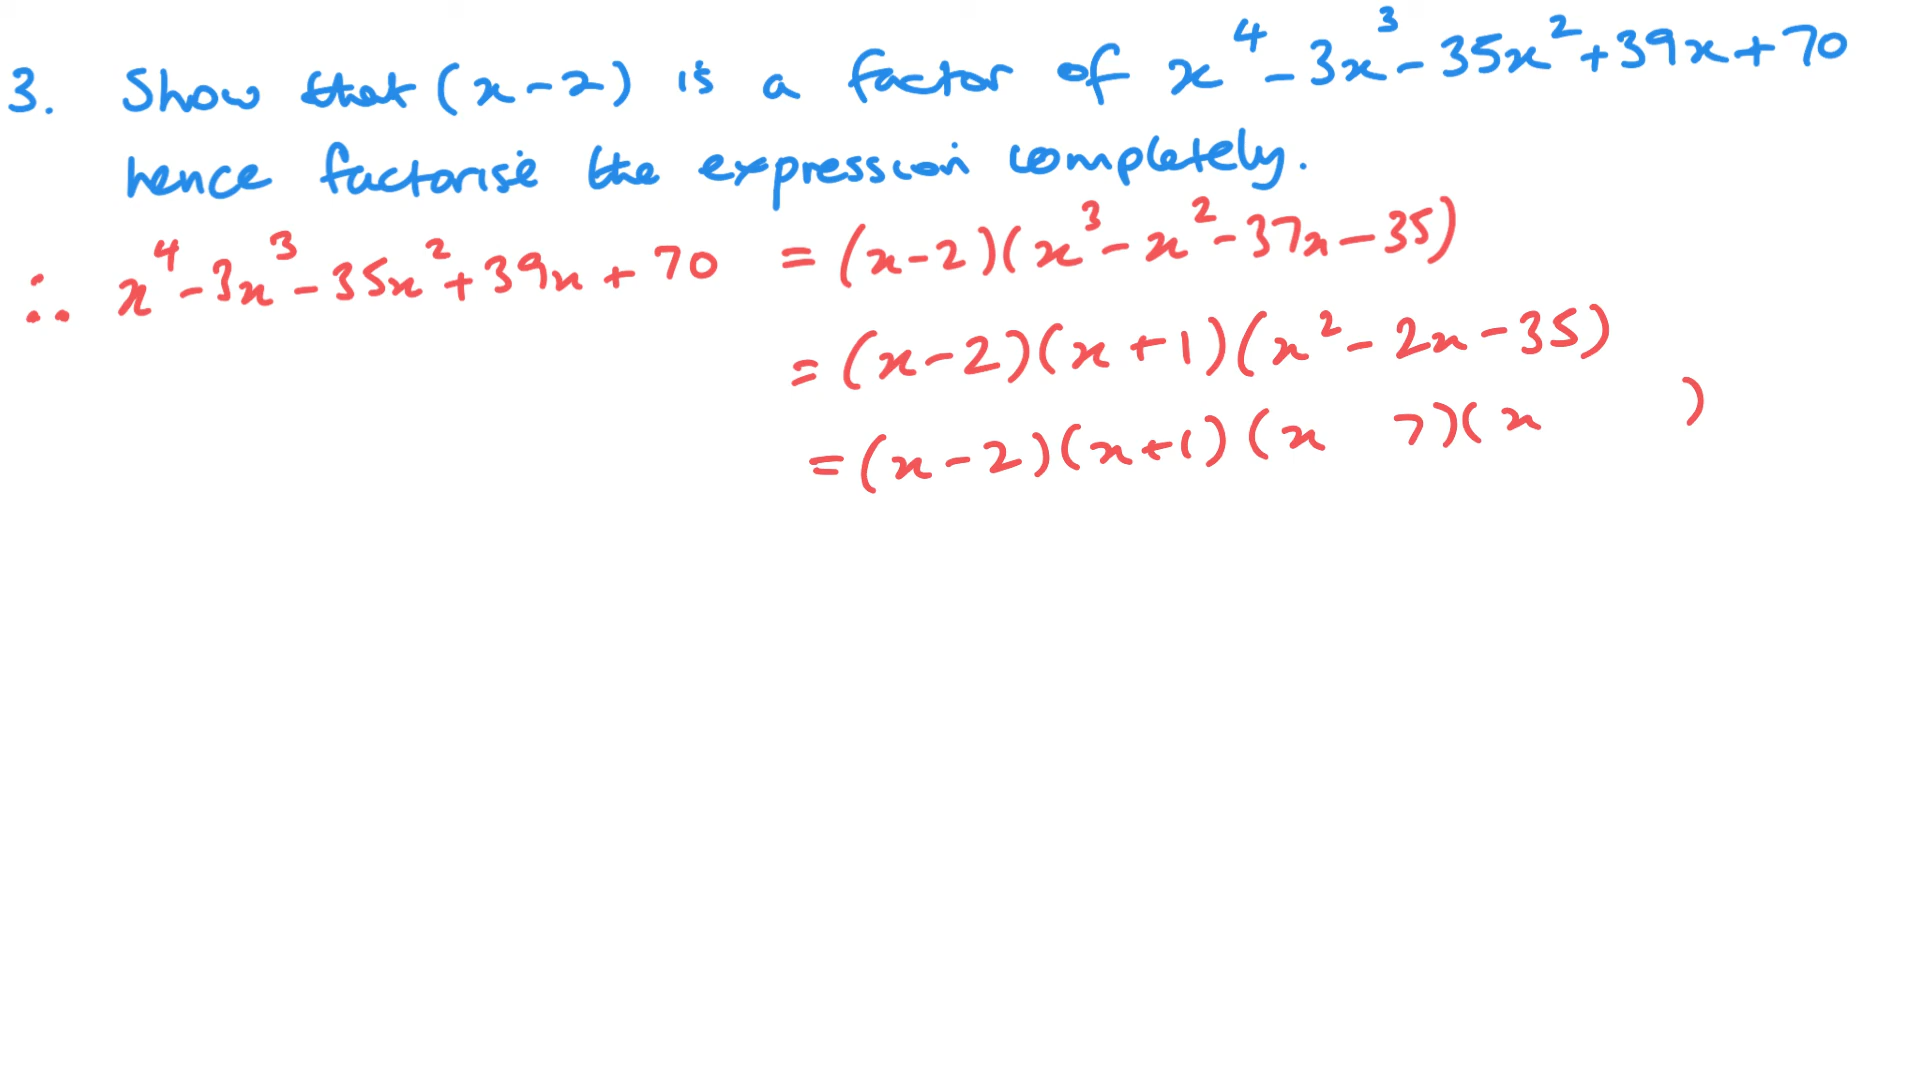 3. Show that (x-2) is a factor of x⁴-3x³-35x²+39x+70
hence factorise the expression completely.
∴ x⁴-3x³-35x²+39x+70 = (x-2)(x³-x²-37x-35)
= (x-2)(x+1)(x²-2x-35)
= (x-2)(x+1)(x 7)(x )